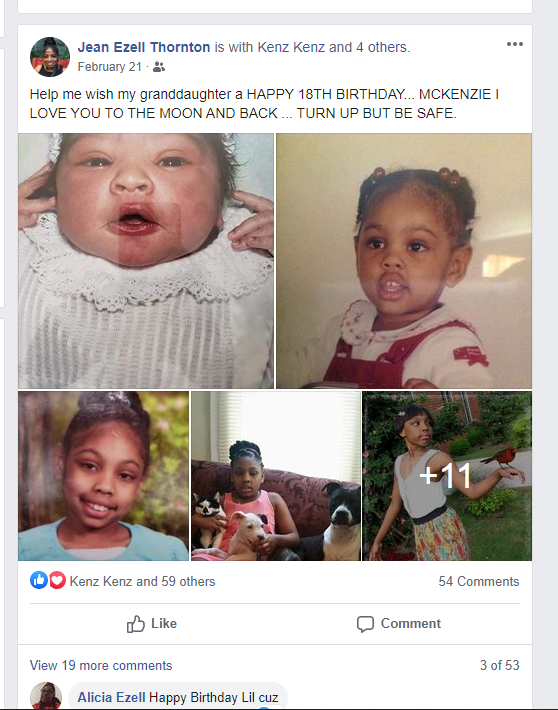 Jean Ezell Thornton is with Kenz Kenz and 4 others.
February 21 ·
Help me wish my granddaughter a HAPPY 18TH BIRTHDAY... MCKENZIE I
LOVE YOU TO THE MOON AND BACK ... TURN UP BUT BE SAFE.
+11
Kenz Kenz and 59 others 54 Comments
Like Comment
View 19 more comments 3 of 53
Alicia Ezell Happy Birthday Lil cuz